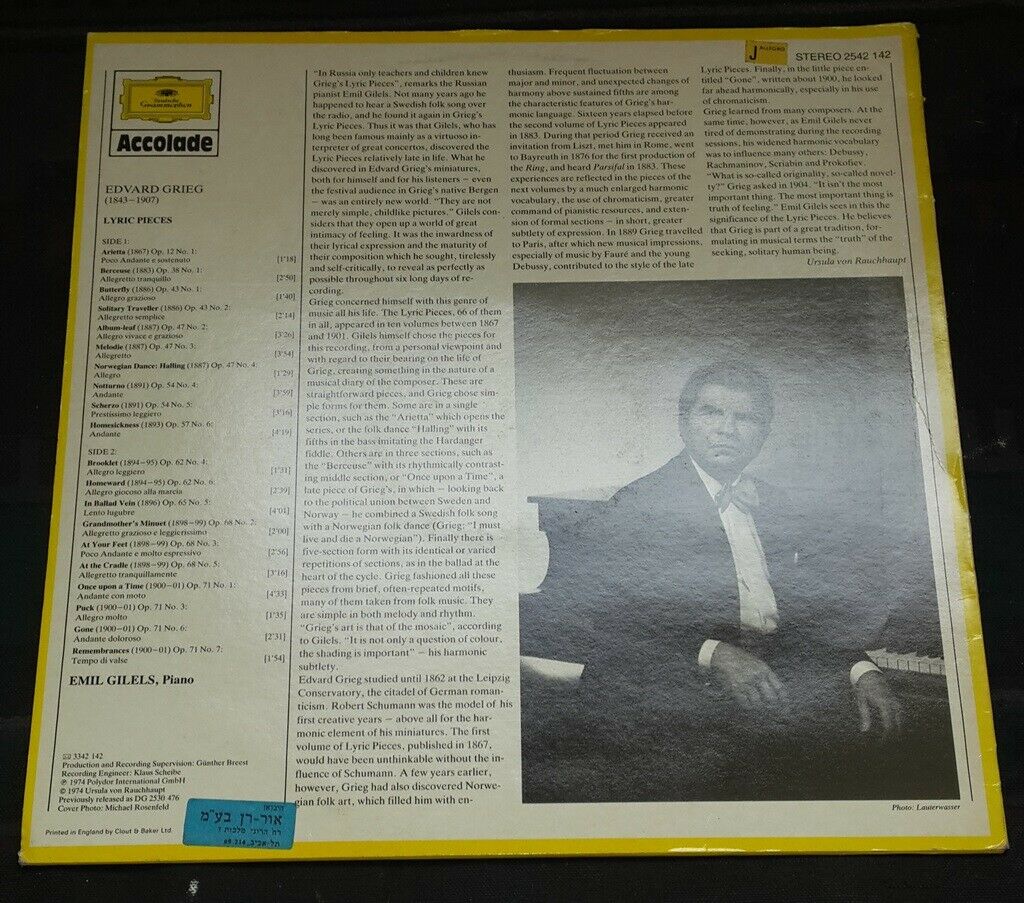 J ALLEGRO
STEREO 2542 142
Deutsche
Grammophon
Accolade
EDVARD GRIEG
(1843–1907)
LYRIC PIECES
SIDE 1:
Arietta (1867) Op. 12 No. 1:
Poco Andante e sostenuto [1'18]
Berceuse (1883) Op. 38 No. 1:
Allegretto tranquillo [2'50]
Butterfly (1886) Op. 43 No. 1:
Allegro grazioso [1'40]
Solitary Traveller (1886) Op. 43 No. 2:
Allegretto semplice [2'14]
Album-leaf (1887) Op. 47 No. 2:
Allegro vivace e grazioso [3'26]
Melodie (1887) Op. 47 No. 3:
Allegretto [3'54]
Norwegian Dance: Halling (1887) Op. 47 No. 4:
Allegro [1'29]
Notturno (1891) Op. 54 No. 4:
Andante [3'59]
Scherzo (1891) Op. 54 No. 5:
Prestissimo leggiero [3'16]
Homesickness (1893) Op. 57 No. 6:
Andante [4'19]
SIDE 2:
Brooklet (1894–95) Op. 62 No. 4:
Allegro leggiero [1'31]
Homeward (1894–95) Op. 62 No. 6:
Allegro giocoso alla marcia [2'39]
In Ballad Vein (1896) Op. 65 No. 5:
Lento lugubre [4'01]
Grandmother's Minuet (1898–99) Op. 68 No. 2:
Allegretto grazioso e leggierissimo [2'00]
At Your Feet (1898–99) Op. 68 No. 3:
Poco Andante e molto espressivo [2'56]
At the Cradle (1898–99) Op. 68 No. 5:
Allegretto tranquillamente [3'16]
Once upon a Time (1900–01) Op. 71 No. 1:
Andante con moto [4'33]
Puck (1900–01) Op. 71 No. 3:
Allegro molto [1'35]
Gone (1900–01) Op. 71 No. 6:
Andante doloroso [2'31]
Remembrances (1900–01) Op. 71 No. 7:
Tempo di valse [1'54]
EMIL GILELS, Piano
3342 142
Production and Recording Supervision: Günther Breest
Recording Engineer: Klaus Scheibe
℗ 1974 Polydor International GmbH
© 1974 Ursula von Rauchhaupt
Previously released as DG 2530 476
Cover Photo: Michael Rosenfeld
Printed in England by Clout & Baker Ltd.
היבואן
אור-רן בע"מ
רח' הרוגי מלכות 7
תל-אביב, 69 714
"In Russia only teachers and children knew
Grieg's Lyric Pieces", remarks the Russian
pianist Emil Gilels. Not many years ago he
happened to hear a Swedish folk song over
the radio, and he found it again in Grieg's
Lyric Pieces. Thus it was that Gilels, who has
long been famous mainly as a virtuoso in-
terpreter of great concertos, discovered the
Lyric Pieces relatively late in life. What he
discovered in Edvard Grieg's miniatures,
both for himself and for his listeners – even
the festival audience in Grieg's native Bergen
– was an entirely new world. "They are not
merely simple, childlike pictures." Gilels con-
siders that they open up a world of great
intimacy of feeling. It was the inwardness of
their lyrical expression and the maturity of
their composition which he sought, tirelessly
and self-critically, to reveal as perfectly as
possible throughout six long days of re-
cording.
Grieg concerned himself with this genre of
music all his life. The Lyric Pieces, 66 of them
in all, appeared in ten volumes between 1867
and 1901. Gilels himself chose the pieces for
this recording, from a personal viewpoint and
with regard to their bearing on the life of
Grieg, creating something in the nature of a
musical diary of the composer. These are
straightforward pieces, and Grieg chose sim-
ple forms for them. Some are in a single
section, such as the "Arietta" which opens the
series, or the folk dance "Halling" with its
fifths in the bass imitating the Hardanger
fiddle. Others are in three sections, such as
the "Berceuse" with its rhythmically contrast-
ing middle section, or "Once upon a Time", a
late piece of Grieg's, in which – looking back
to the political union between Sweden and
Norway – he combined a Swedish folk song
with a Norwegian folk dance (Grieg: "I must
live and die a Norwegian"). Finally there is
five-section form with its identical or varied
repetitions of sections, as in the ballad at the
heart of the cycle. Grieg fashioned all these
pieces from brief, often-repeated motifs,
many of them taken from folk music. They
are simple in both melody and rhythm.
"Grieg's art is that of the mosaic", according
to Gilels. "It is not only a question of colour,
the shading is important" – his harmonic
subtlety.
Edvard Grieg studied until 1862 at the Leipzig
Conservatory, the citadel of German roman-
ticism. Robert Schumann was the model of his
first creative years – above all for the har-
monic element of his miniatures. The first
volume of Lyric Pieces, published in 1867,
would have been unthinkable without the in-
fluence of Schumann. A few years earlier,
however, Grieg had also discovered Norwe-
gian folk art, which filled him with en-
thusiasm. Frequent fluctuation between
major and minor, and unexpected changes of
harmony above sustained fifths are among
the characteristic features of Grieg's har-
monic language. Sixteen years elapsed before
the second volume of Lyric Pieces appeared
in 1883. During that period Grieg received an
invitation from Liszt, met him in Rome, went
to Bayreuth in 1876 for the first production of
the Ring, and heard Parsifal in 1883. These
experiences are reflected in the pieces of the
next volumes by a much enlarged harmonic
vocabulary, the use of chromaticism, greater
command of pianistic resources, and exten-
sion of formal sections – in short, greater
subtlety of expression. In 1889 Grieg travelled
to Paris, after which new musical impressions,
especially of music by Fauré and the young
Debussy, contributed to the style of the late
Lyric Pieces. Finally, in the little piece en-
titled "Gone", written about 1900, he looked
far ahead harmonically, especially in his use
of chromaticism.
Grieg learned from many composers. At the
same time, however, as Emil Gilels never
tired of demonstrating during the recording
sessions, his widened harmonic vocabulary
was to influence many others: Debussy,
Rachmaninov, Scriabin and Prokofiev.
"What is so-called originality, so-called novel-
ty?" Grieg asked in 1904. "It isn't the most
important thing. The most important thing is
truth of feeling." Emil Gilels sees in this the
significance of the Lyric Pieces. He believes
that Grieg is part of a great tradition, for-
mulating in musical terms the "truth" of the
seeking, solitary human being.
Ursula von Rauchhaupt
Photo: Lauterwasser